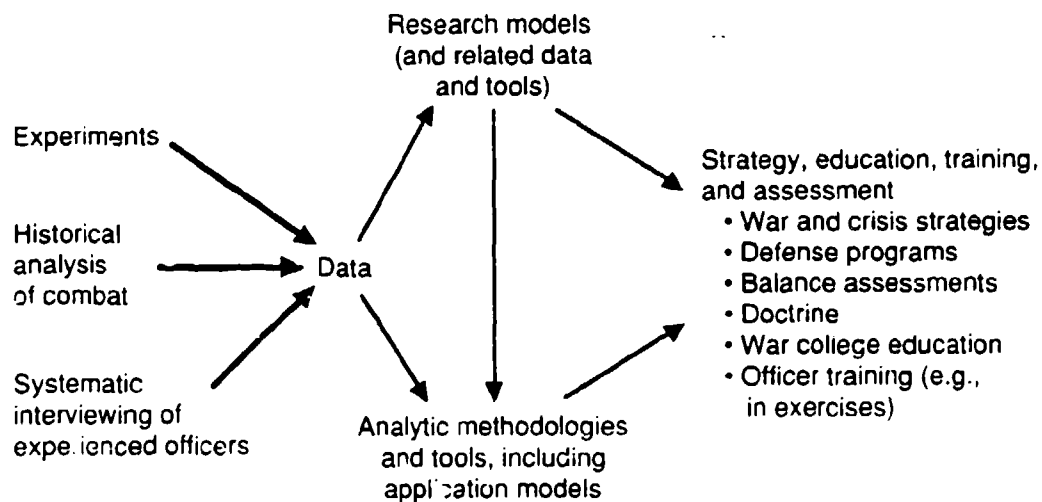 Research models
(and related data
and tools)
Experiments
Historical
analysis
of combat
Systematic
interviewing of
experienced officers
Data
Analytic methodologies
and tools, including
application models
Strategy, education, training,
and assessment
• War and crisis strategies
• Defense programs
• Balance assessments
• Doctrine
• War college education
• Officer training (e.g.,
in exercises)